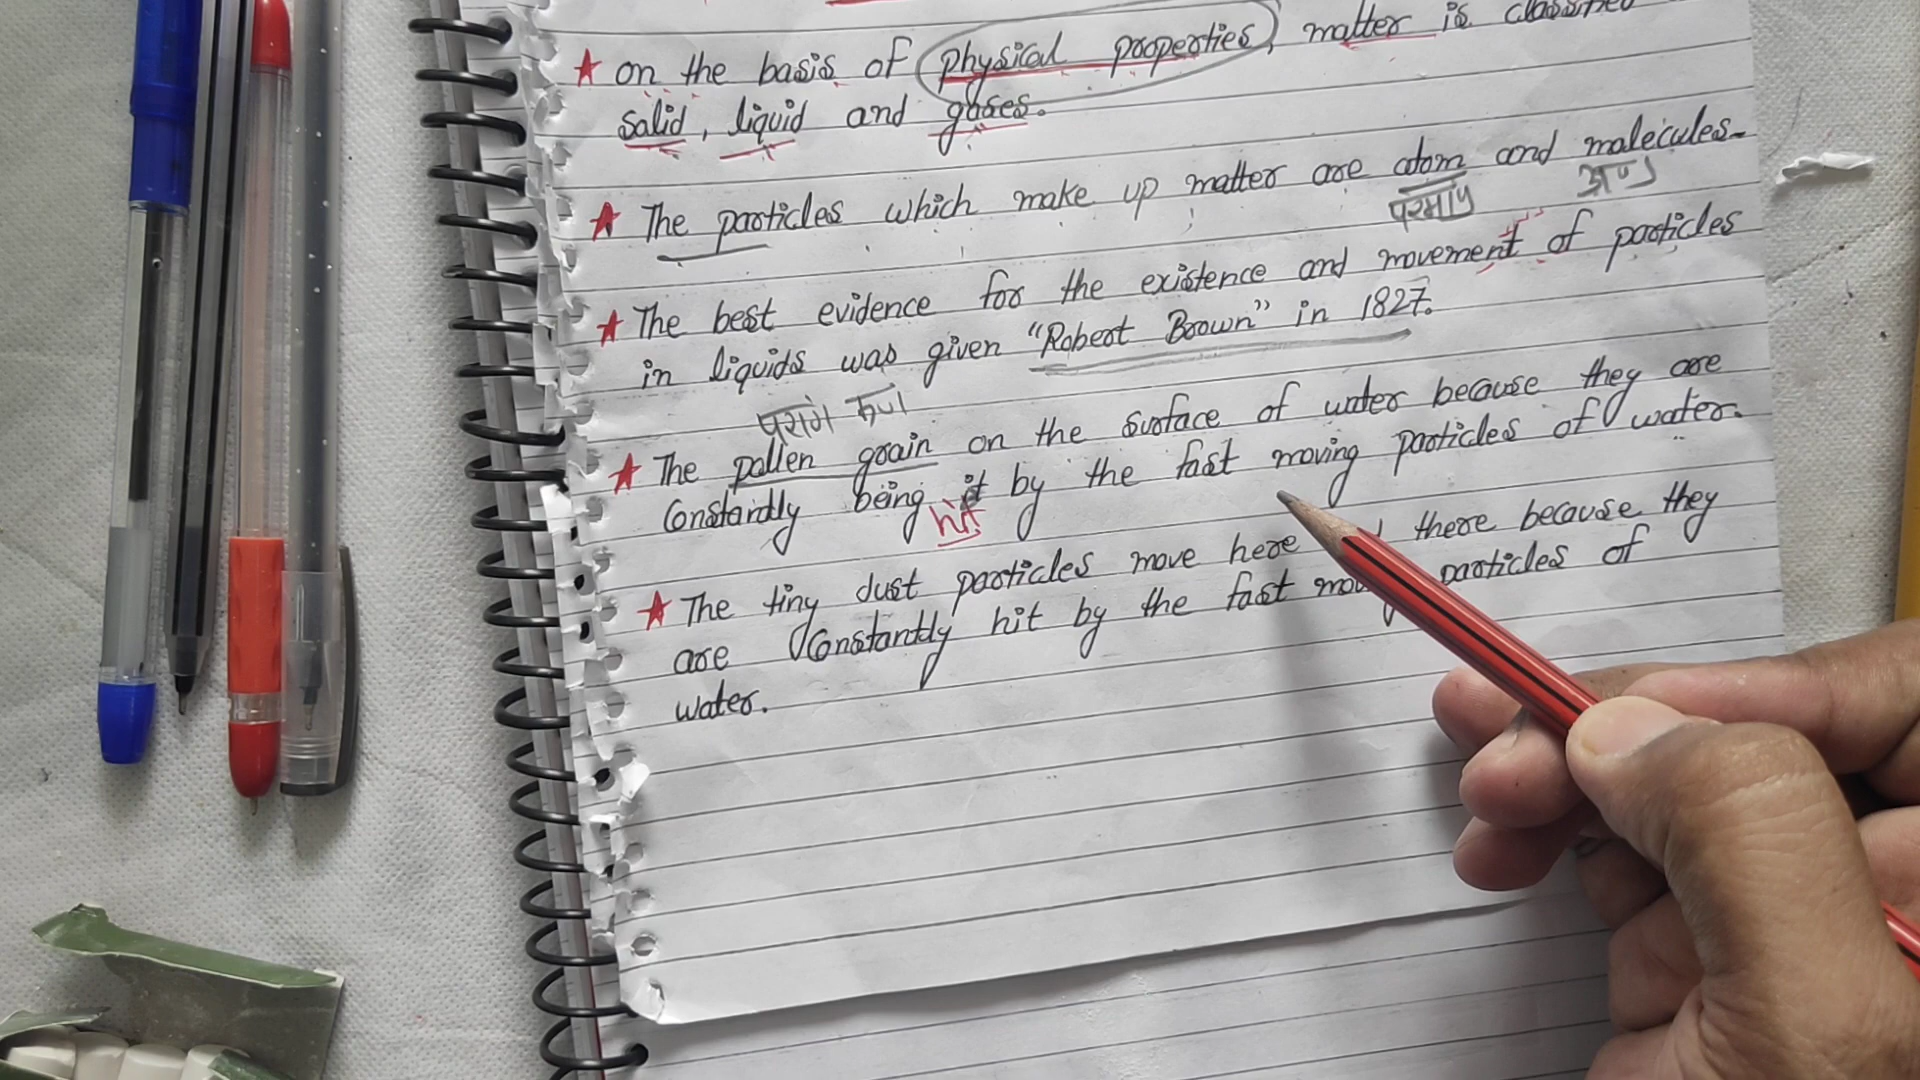 ★ on the basis of physical properties, matter is classified
salid, liquid and gases.
★ The particles which make up matter are atom and malecules-
परमाणु अणु
★ The best evidence for the existence and movement of particles
in liquids was given "Robert Brown" in 1827.
पराग कण
★ The pallen grain on the surface of water because they are
Constantly being hit by the fast moving particles of water.
★ The tiny dust particles move here there because they
are Constantly hit by the fast particles of
water.